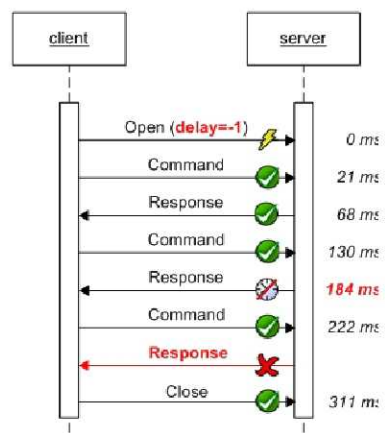 client server
Open (delay=-1) 0 ms
Command 21 ms
Response 68 ms
Command 130 ms
Response 184 ms
Command 222 ms
Response
Close 311 ms